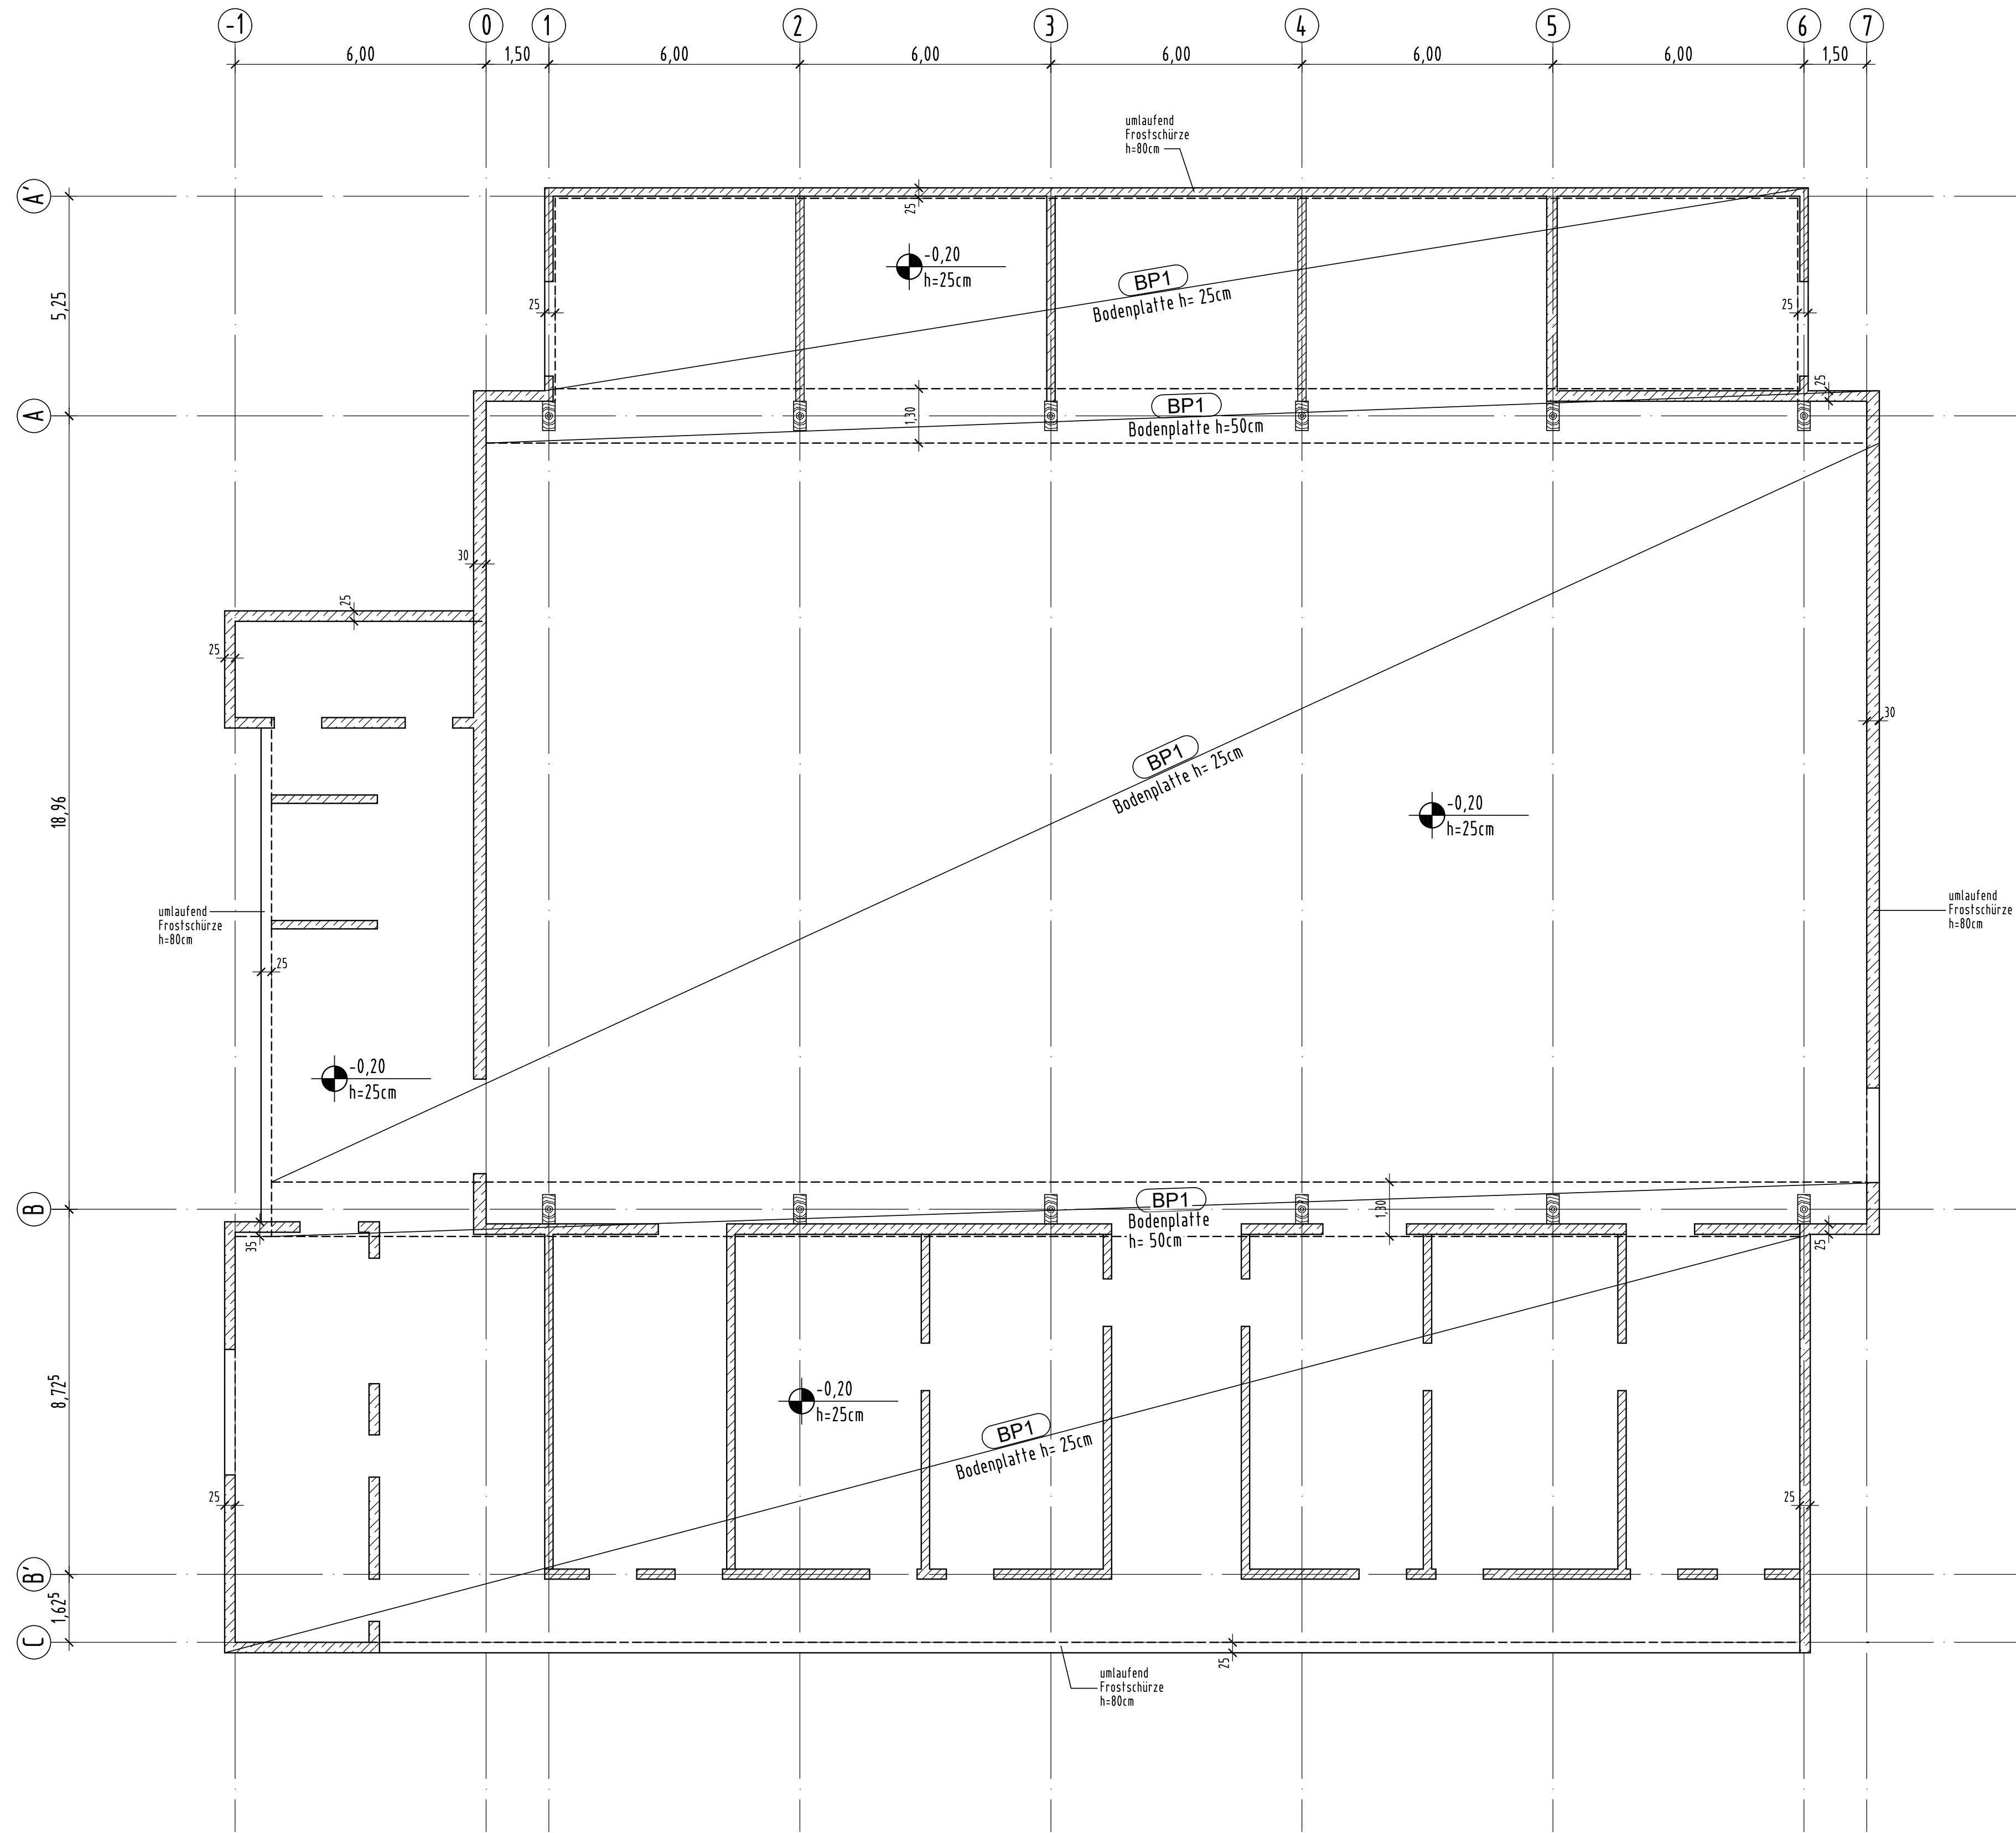 -1
0
1
2
3
4
5
6
7
6,00
1,50
6,00
6,00
6,00
6,00
6,00
1,50
umlaufend
Frostschürze
h=80cm
A'
25
-0,20
h=25cm
BP1
Bodenplatte h= 25cm
5,25
25
25
25
A
1,30
BP1
Bodenplatte h=50cm
30
25
25
30
BP1
Bodenplatte h= 25cm
-0,20
h=25cm
18,96
umlaufend
Frostschürze
h=80cm
umlaufend
Frostschürze
h=80cm
25
-0,20
h=25cm
B
BP1
Bodenplatte
h= 50cm
1,30
35
25
8,72⁵
-0,20
h=25cm
BP1
Bodenplatte h= 25cm
25
25
B'
1,62⁵
C
25
umlaufend
Frostschürze
h=80cm